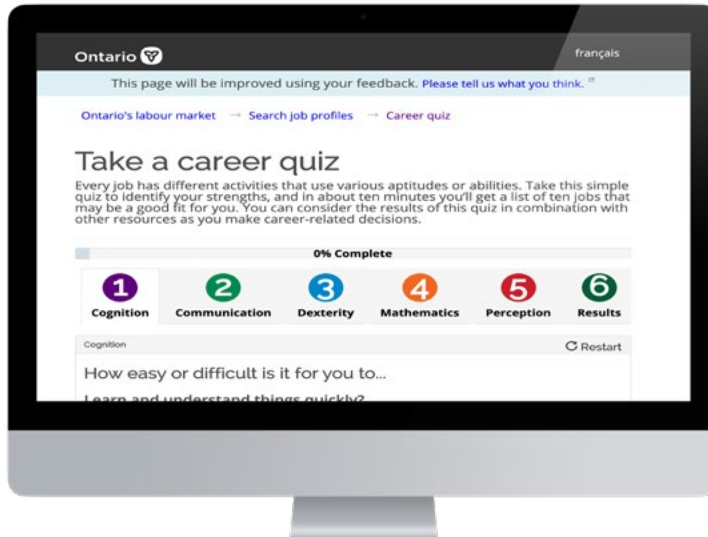 Ontario
français
This page will be improved using your feedback. Please tell us what you think.
Ontario's labour market → Search job profiles → Career quiz
Take a career quiz
Every job has different activities that use various aptitudes or abilities. Take this simple
quiz to identify your strengths, and in about ten minutes you'll get a list of ten jobs that
may be a good fit for you. You can consider the results of this quiz in combination with
other resources as you make career-related decisions.
0% Complete
1 2 3 4 5 6
Cognition Communication Dexterity Mathematics Perception Results
Cognition
Restart
How easy or difficult is it for you to...
Learn and understand things quickly?